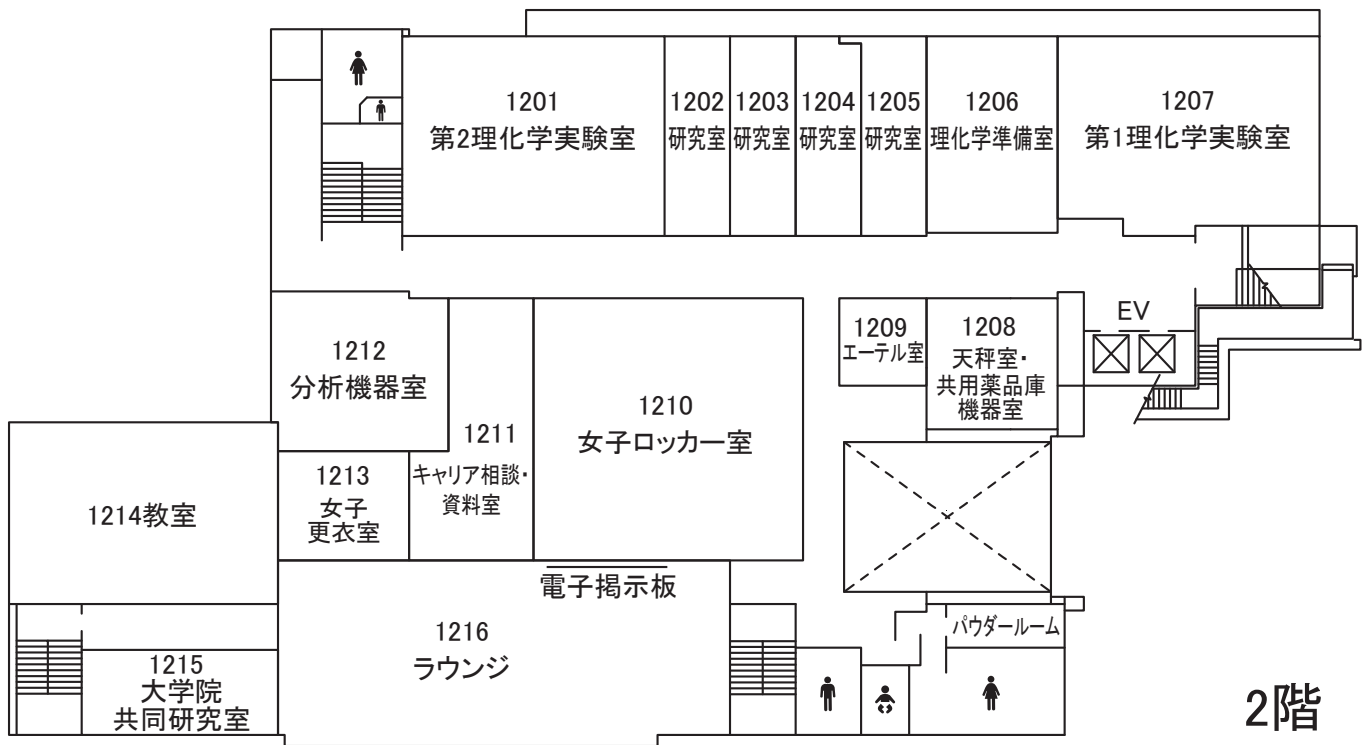 1201
第2理化学実験室
1202
研究室
1203
研究室
1204
研究室
1205
研究室
1206
理化学準備室
1207
第1理化学実験室
EV
1209
エーテル室
1208
天秤室・
共用薬品庫
機器室
1212
分析機器室
1211
キャリア相談・
資料室
1210
女子ロッカー室
1213
女子
更衣室
1214教室
電子掲示板
1216
ラウンジ
パウダールーム
1215
大学院
共同研究室
2階